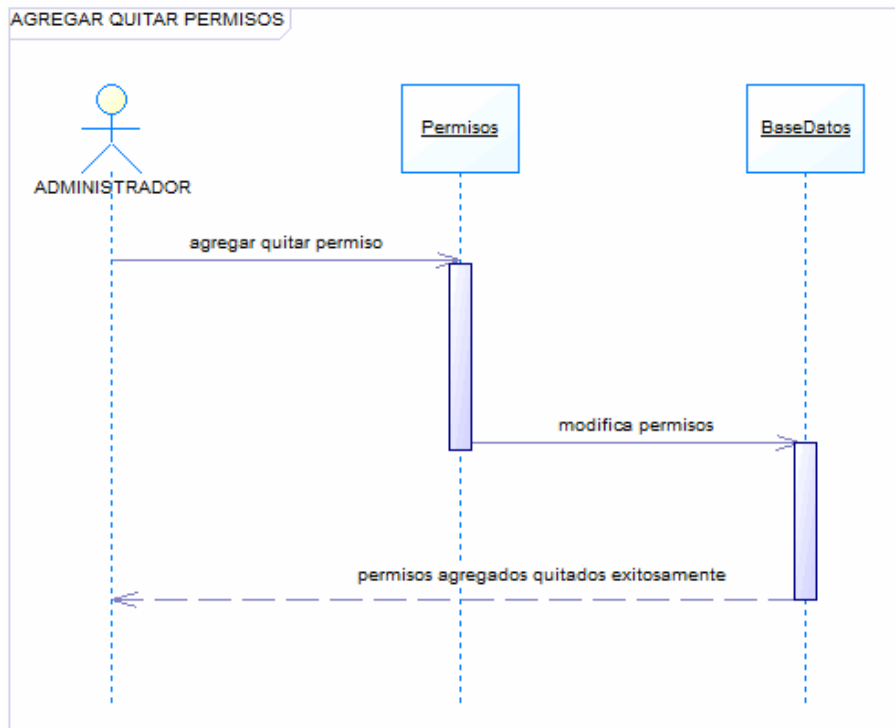 AGREGAR QUITAR PERMISOS
Permisos
BaseDatos
ADMINISTRADOR
agregar quitar permiso
modifica permisos
permisos agregados quitados exitosamente